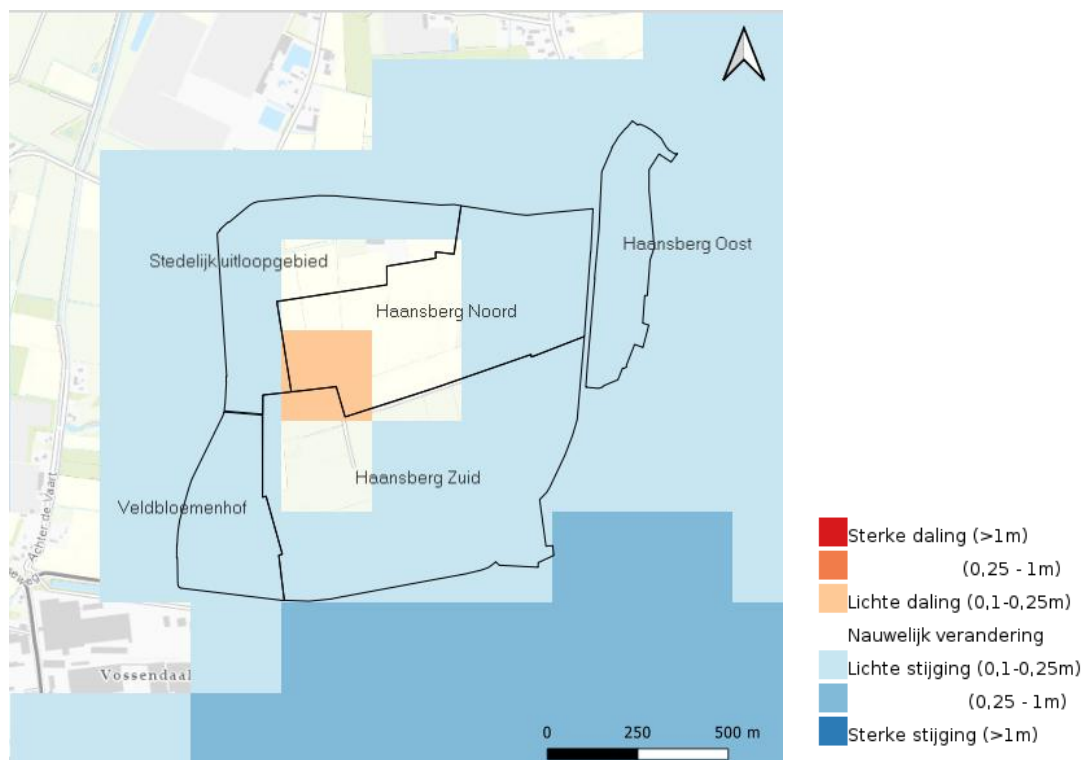 Haansberg Oost
Stedelijk uitloopgebied
Haansberg Noord
Haansberg Zuid
Veldbloemenhof
Achter de Vaart
Vossendaal
0 250 500 m
Sterke daling (>1m)
(0,25 - 1m)
Lichte daling (0,1-0,25m)
Nauwelijk verandering
Lichte stijging (0,1-0,25m)
(0,25 - 1m)
Sterke stijging (>1m)